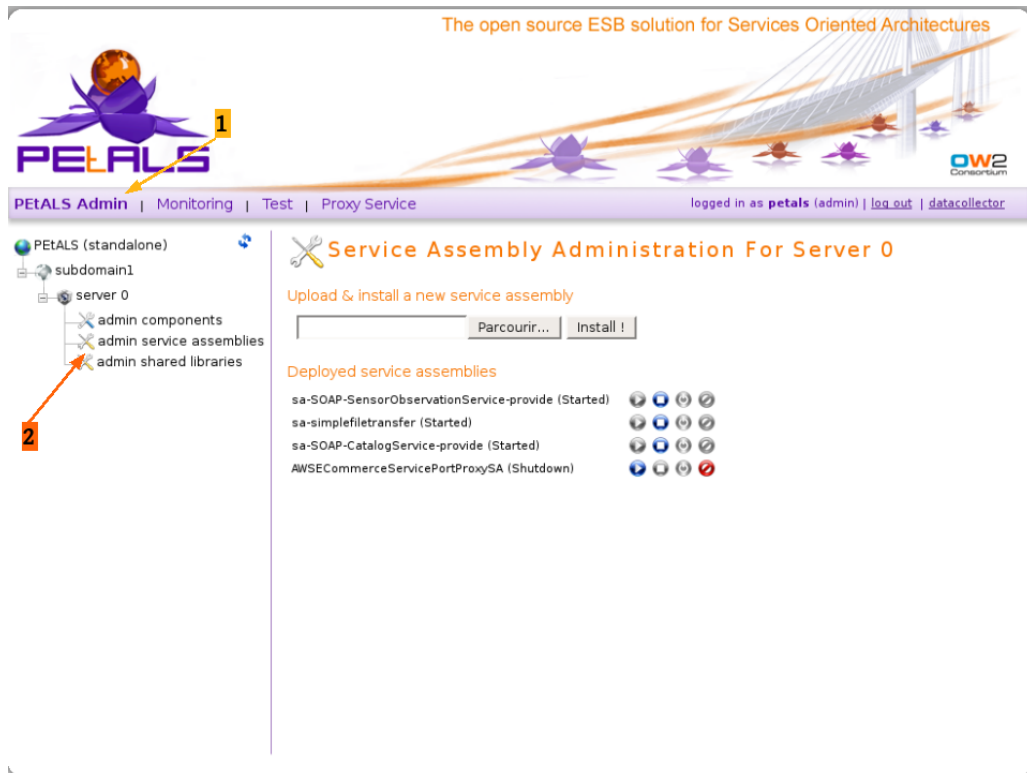 The open source ESB solution for Services Oriented Architectures
1
PEtALS
OW2
Consortium
PEtALS Admin | Monitoring | Test | Proxy Service
logged in as petals (admin) | log out | datacollector
PEtALS (standalone)
subdomain1
server 0
admin components
admin service assemblies
admin shared libraries
2
Service Assembly Administration For Server 0
Upload & install a new service assembly
Parcourir... Install !
Deployed service assemblies
sa-SOAP-SensorObservationService-provide (Started)
sa-simplefiletransfer (Started)
sa-SOAP-CatalogService-provide (Started)
AWSECommerceServicePortProxySA (Shutdown)